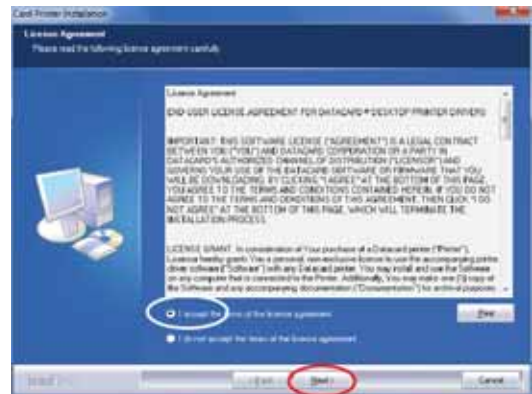 Card Printer Installation
License Agreement
Please read the following license agreement carefully.
License Agreement
END-USER LICENSE AGREEMENT FOR DATACARD® DESKTOP PRINTER DRIVERS
IMPORTANT: THIS SOFTWARE LICENSE ("AGREEMENT") IS A LEGAL CONTRACT
BETWEEN YOU ("YOU") AND DATACARD CORPORATION OR A PARTY IN
DATACARD'S AUTHORIZED CHANNEL OF DISTRIBUTION ("LICENSOR") AND
GOVERNS YOUR USE OF THE DATACARD SOFTWARE OR FIRMWARE THAT YOU
WILL BE DOWNLOADING. BY CLICKING "I AGREE" AT THE BOTTOM OF THIS PAGE,
YOU AGREE TO THE TERMS AND CONDITIONS CONTAINED HEREIN. IF YOU DO NOT
AGREE TO THE TERMS AND CONDITIONS OF THIS AGREEMENT, THEN CLICK "I DO
NOT AGREE" AT THE BOTTOM OF THIS PAGE, WHICH WILL TERMINATE THE
INSTALLATION PROCESS.
LICENSE GRANT. In consideration of Your purchase of a Datacard printer ("Printer"),
Licensor hereby grants You a personal, non-exclusive license to use the accompanying printer
driver software ("Software") with any Datacard printer. You may install and use the Software
on any computer that is connected to the Printer. Additionally, You may make one (1) copy of
the Software and any accompanying documentation ("Documentation") for archival purposes
I accept the terms of the license agreement
Print
I do not accept the terms of the license agreement
< Back
Next >
Cancel